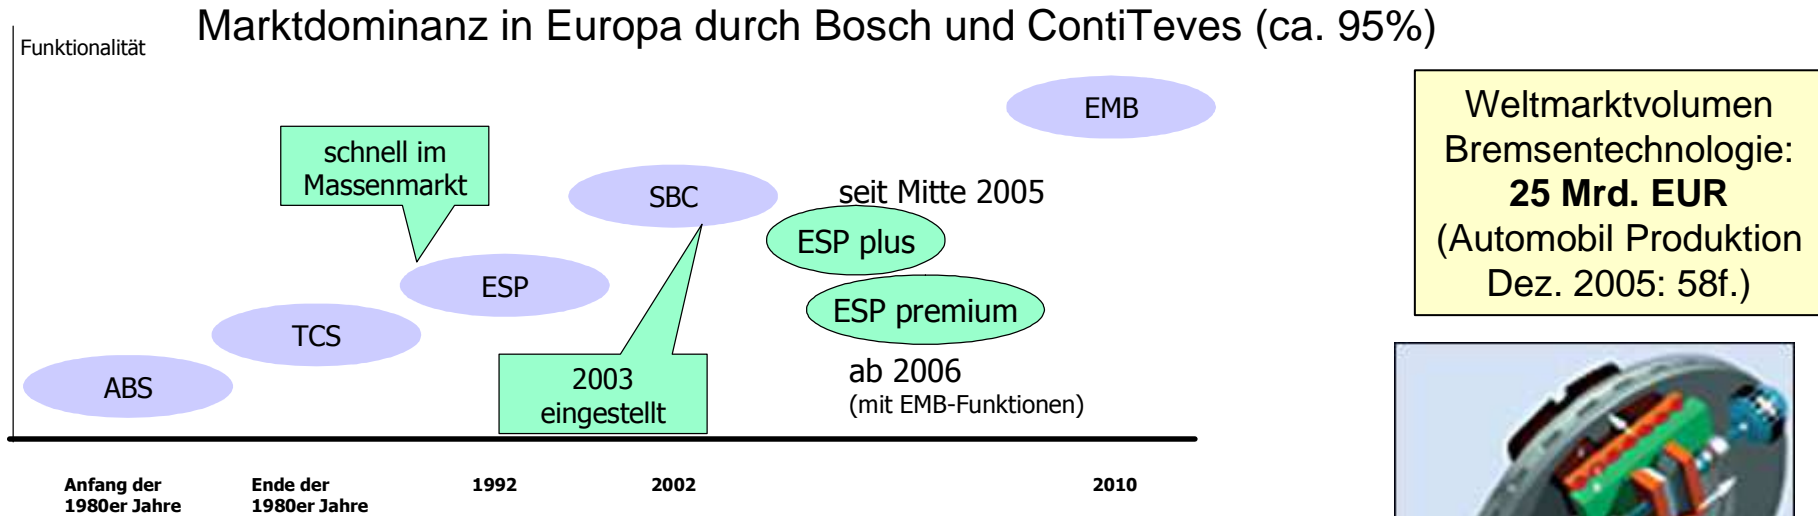 Marktdominanz in Europa durch Bosch und ContiTeves (ca. 95%)
Funktionalität
EMB
schnell im
Massenmarkt
SBC
seit Mitte 2005
ESP plus
ESP
ESP premium
TCS
ABS
2003
eingestellt
ab 2006
(mit EMB-Funktionen)
Anfang der
1980er Jahre
Ende der
1980er Jahre
1992
2002
2010
Weltmarktvolumen
Bremsentechnologie:
25 Mrd. EUR
(Automobil Produktion
Dez. 2005: 58f.)